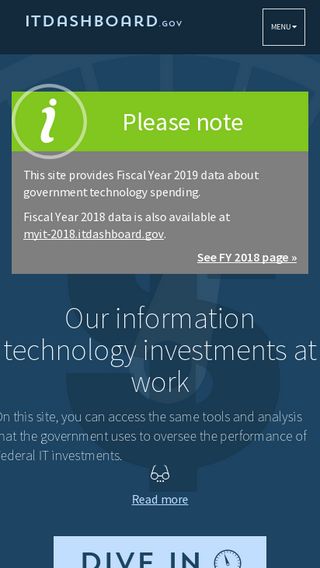 ITDASHBOARD.GOV
MENU
Please note
This site provides Fiscal Year 2019 data about
government technology spending.
Fiscal Year 2018 data is also available at
myit-2018.itdashboard.gov.
See FY 2018 page »
Our information
technology investments at
work
On this site, you can access the same tools and analysis
that the government uses to oversee the performance of
federal IT investments.
Read more
DIVE IN